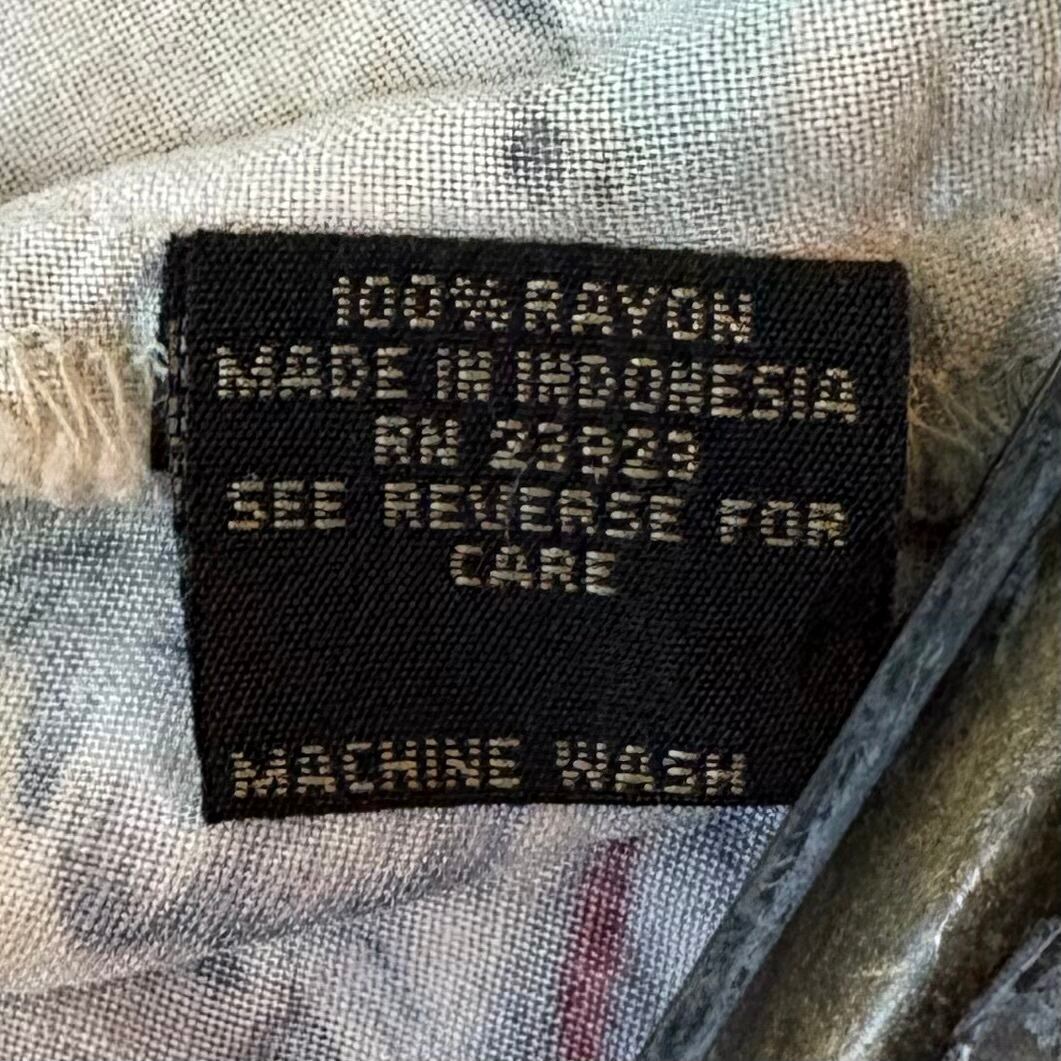 100% RAYON
MADE IN INDONESIA
RN 23923
SEE REVERSE FOR
CARE
MACHINE WASH